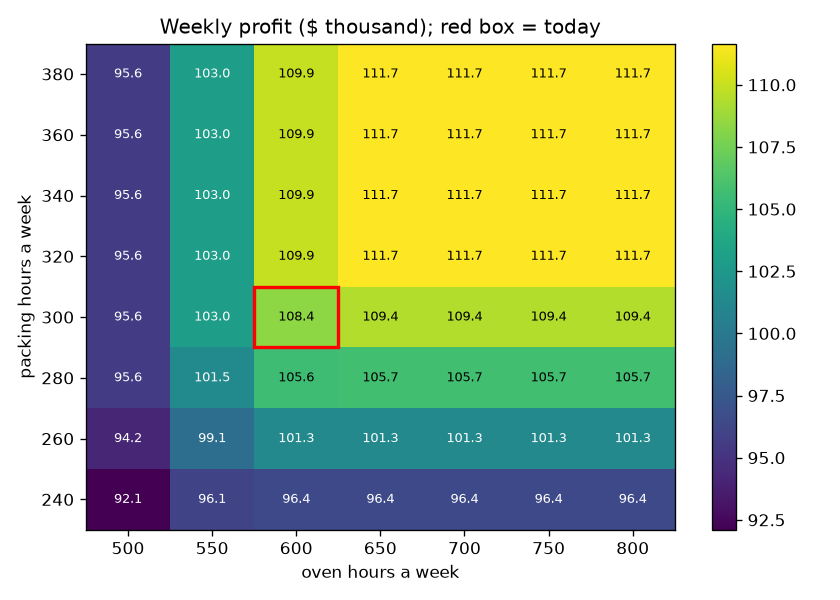 Weekly profit ($ thousand); red box = today
packing hours a week
380 95.6 103.0 109.9 111.7 111.7 111.7 111.7
360 95.6 103.0 109.9 111.7 111.7 111.7 111.7
340 95.6 103.0 109.9 111.7 111.7 111.7 111.7
320 95.6 103.0 109.9 111.7 111.7 111.7 111.7
300 95.6 103.0 108.4 109.4 109.4 109.4 109.4
280 95.6 101.5 105.6 105.7 105.7 105.7 105.7
260 94.2 99.1 101.3 101.3 101.3 101.3 101.3
240 92.1 96.1 96.4 96.4 96.4 96.4 96.4
500 550 600 650 700 750 800
oven hours a week
110.0
107.5
105.0
102.5
100.0
97.5
95.0
92.5